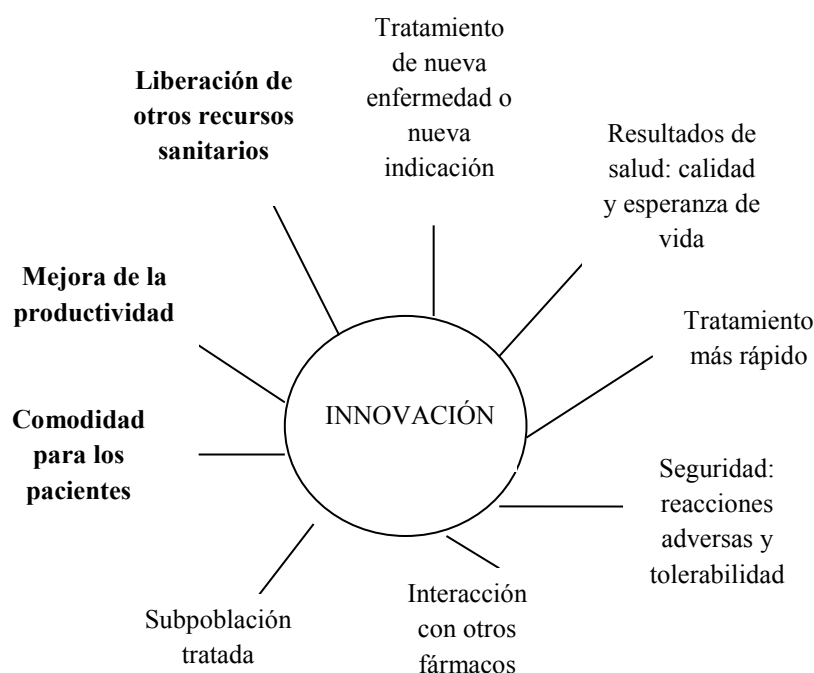 Tratamiento
de nueva
enfermedad o
nueva
indicación
Liberación de
otros recursos
sanitarios
Resultados de
salud: calidad
y esperanza de
vida
Mejora de la
productividad
Tratamiento
más rápido
INNOVACIÓN
Comodidad
para los
pacientes
Seguridad:
reacciones
adversas y
tolerabilidad
Interacción
con otros
fármacos
Subpoblación
tratada